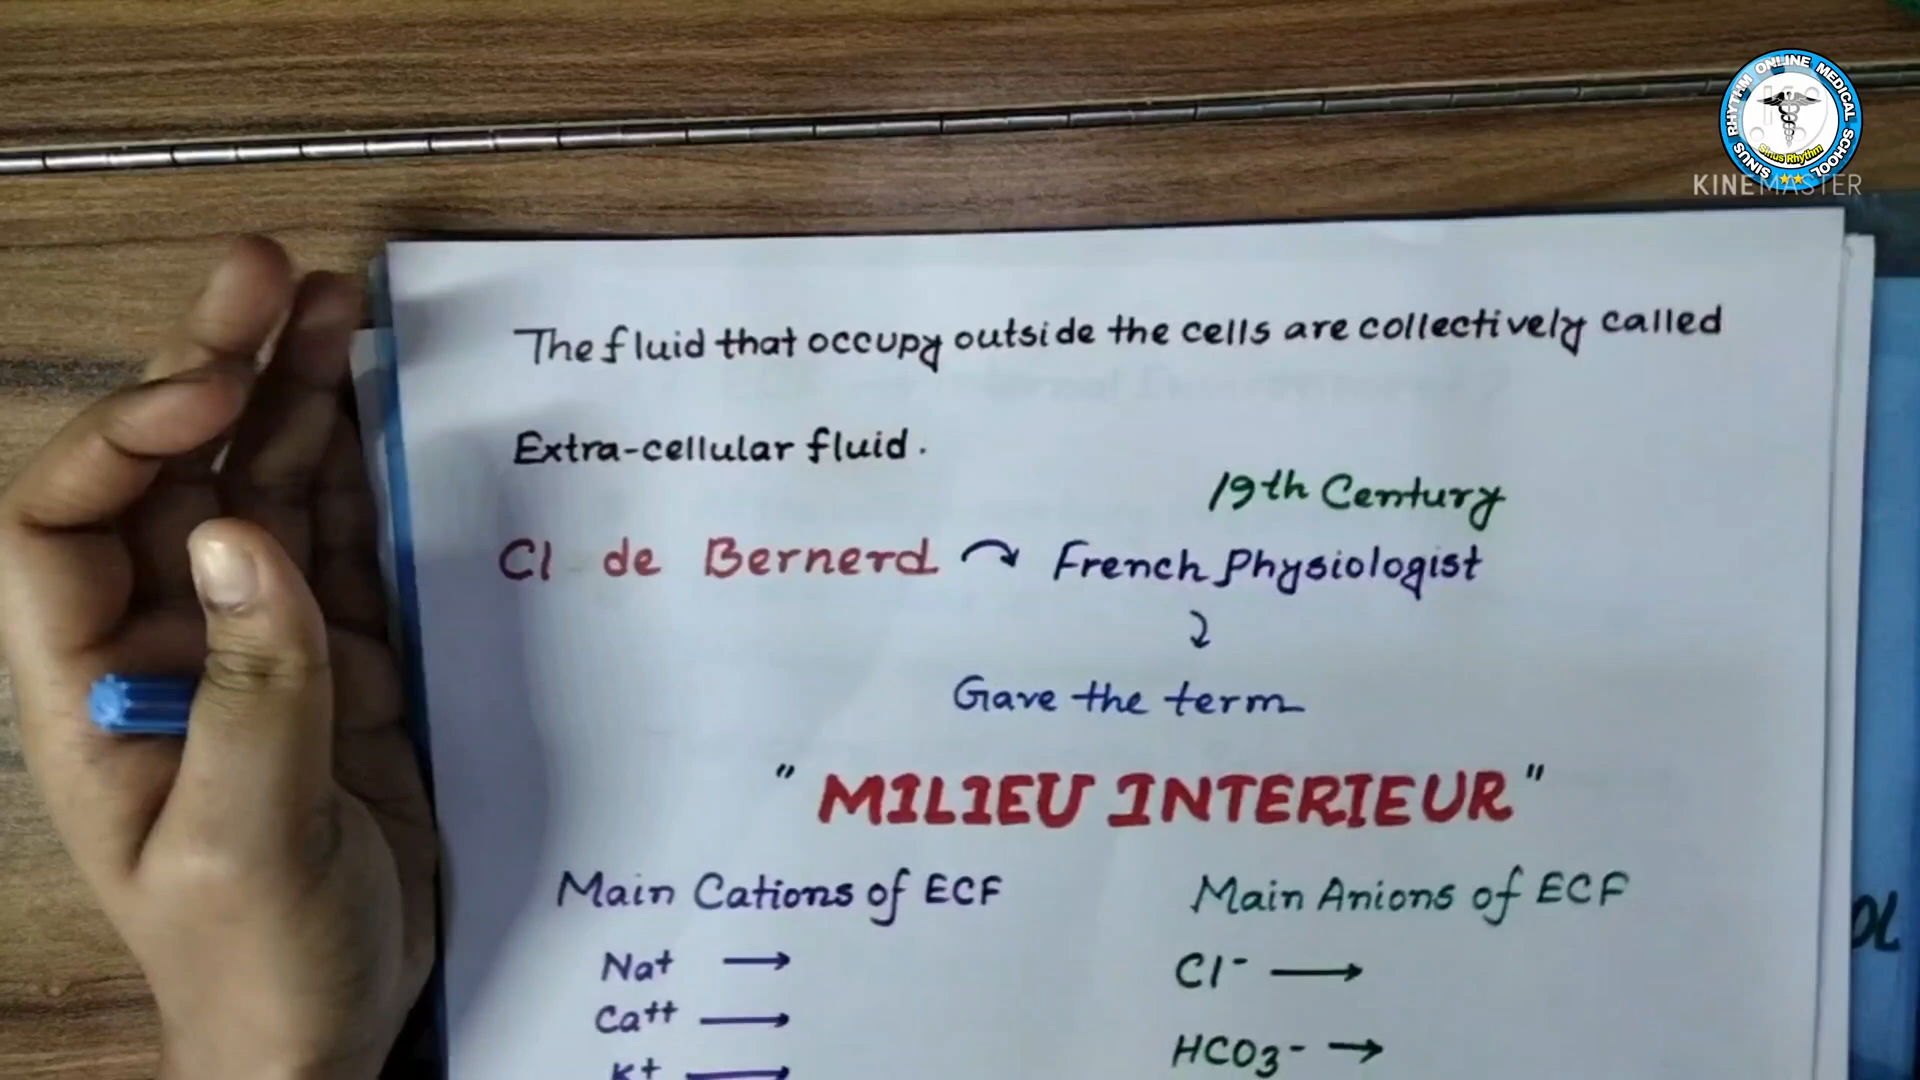 SINUS RHYTHM ONLINE MEDICAL SCHOOL
Sinus Rhythm
KINEMASTER
The fluid that occupy outside the cells are collectively called
Extra-cellular fluid.
19th Century
Cl de Bernerd French Physiologist
Gave the term
"MILIEU INTERIEUR"
Main Cations of ECF Main Anions of ECF
Na+ → Cl- →
Ca++ → HCO3- →
K+ →